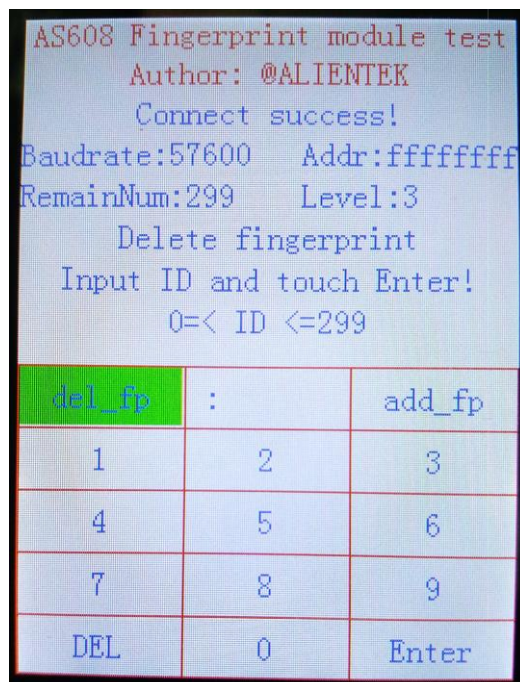 AS608 Fingerprint module test
Author: @ALIENTEK
Connect success!
Baudrate:57600 Addr:ffffffff
RemainNum:299 Level:3
Delete fingerprint
Input ID and touch Enter!
0=< ID <=299
del_fp : add_fp
1 2 3
4 5 6
7 8 9
DEL 0 Enter